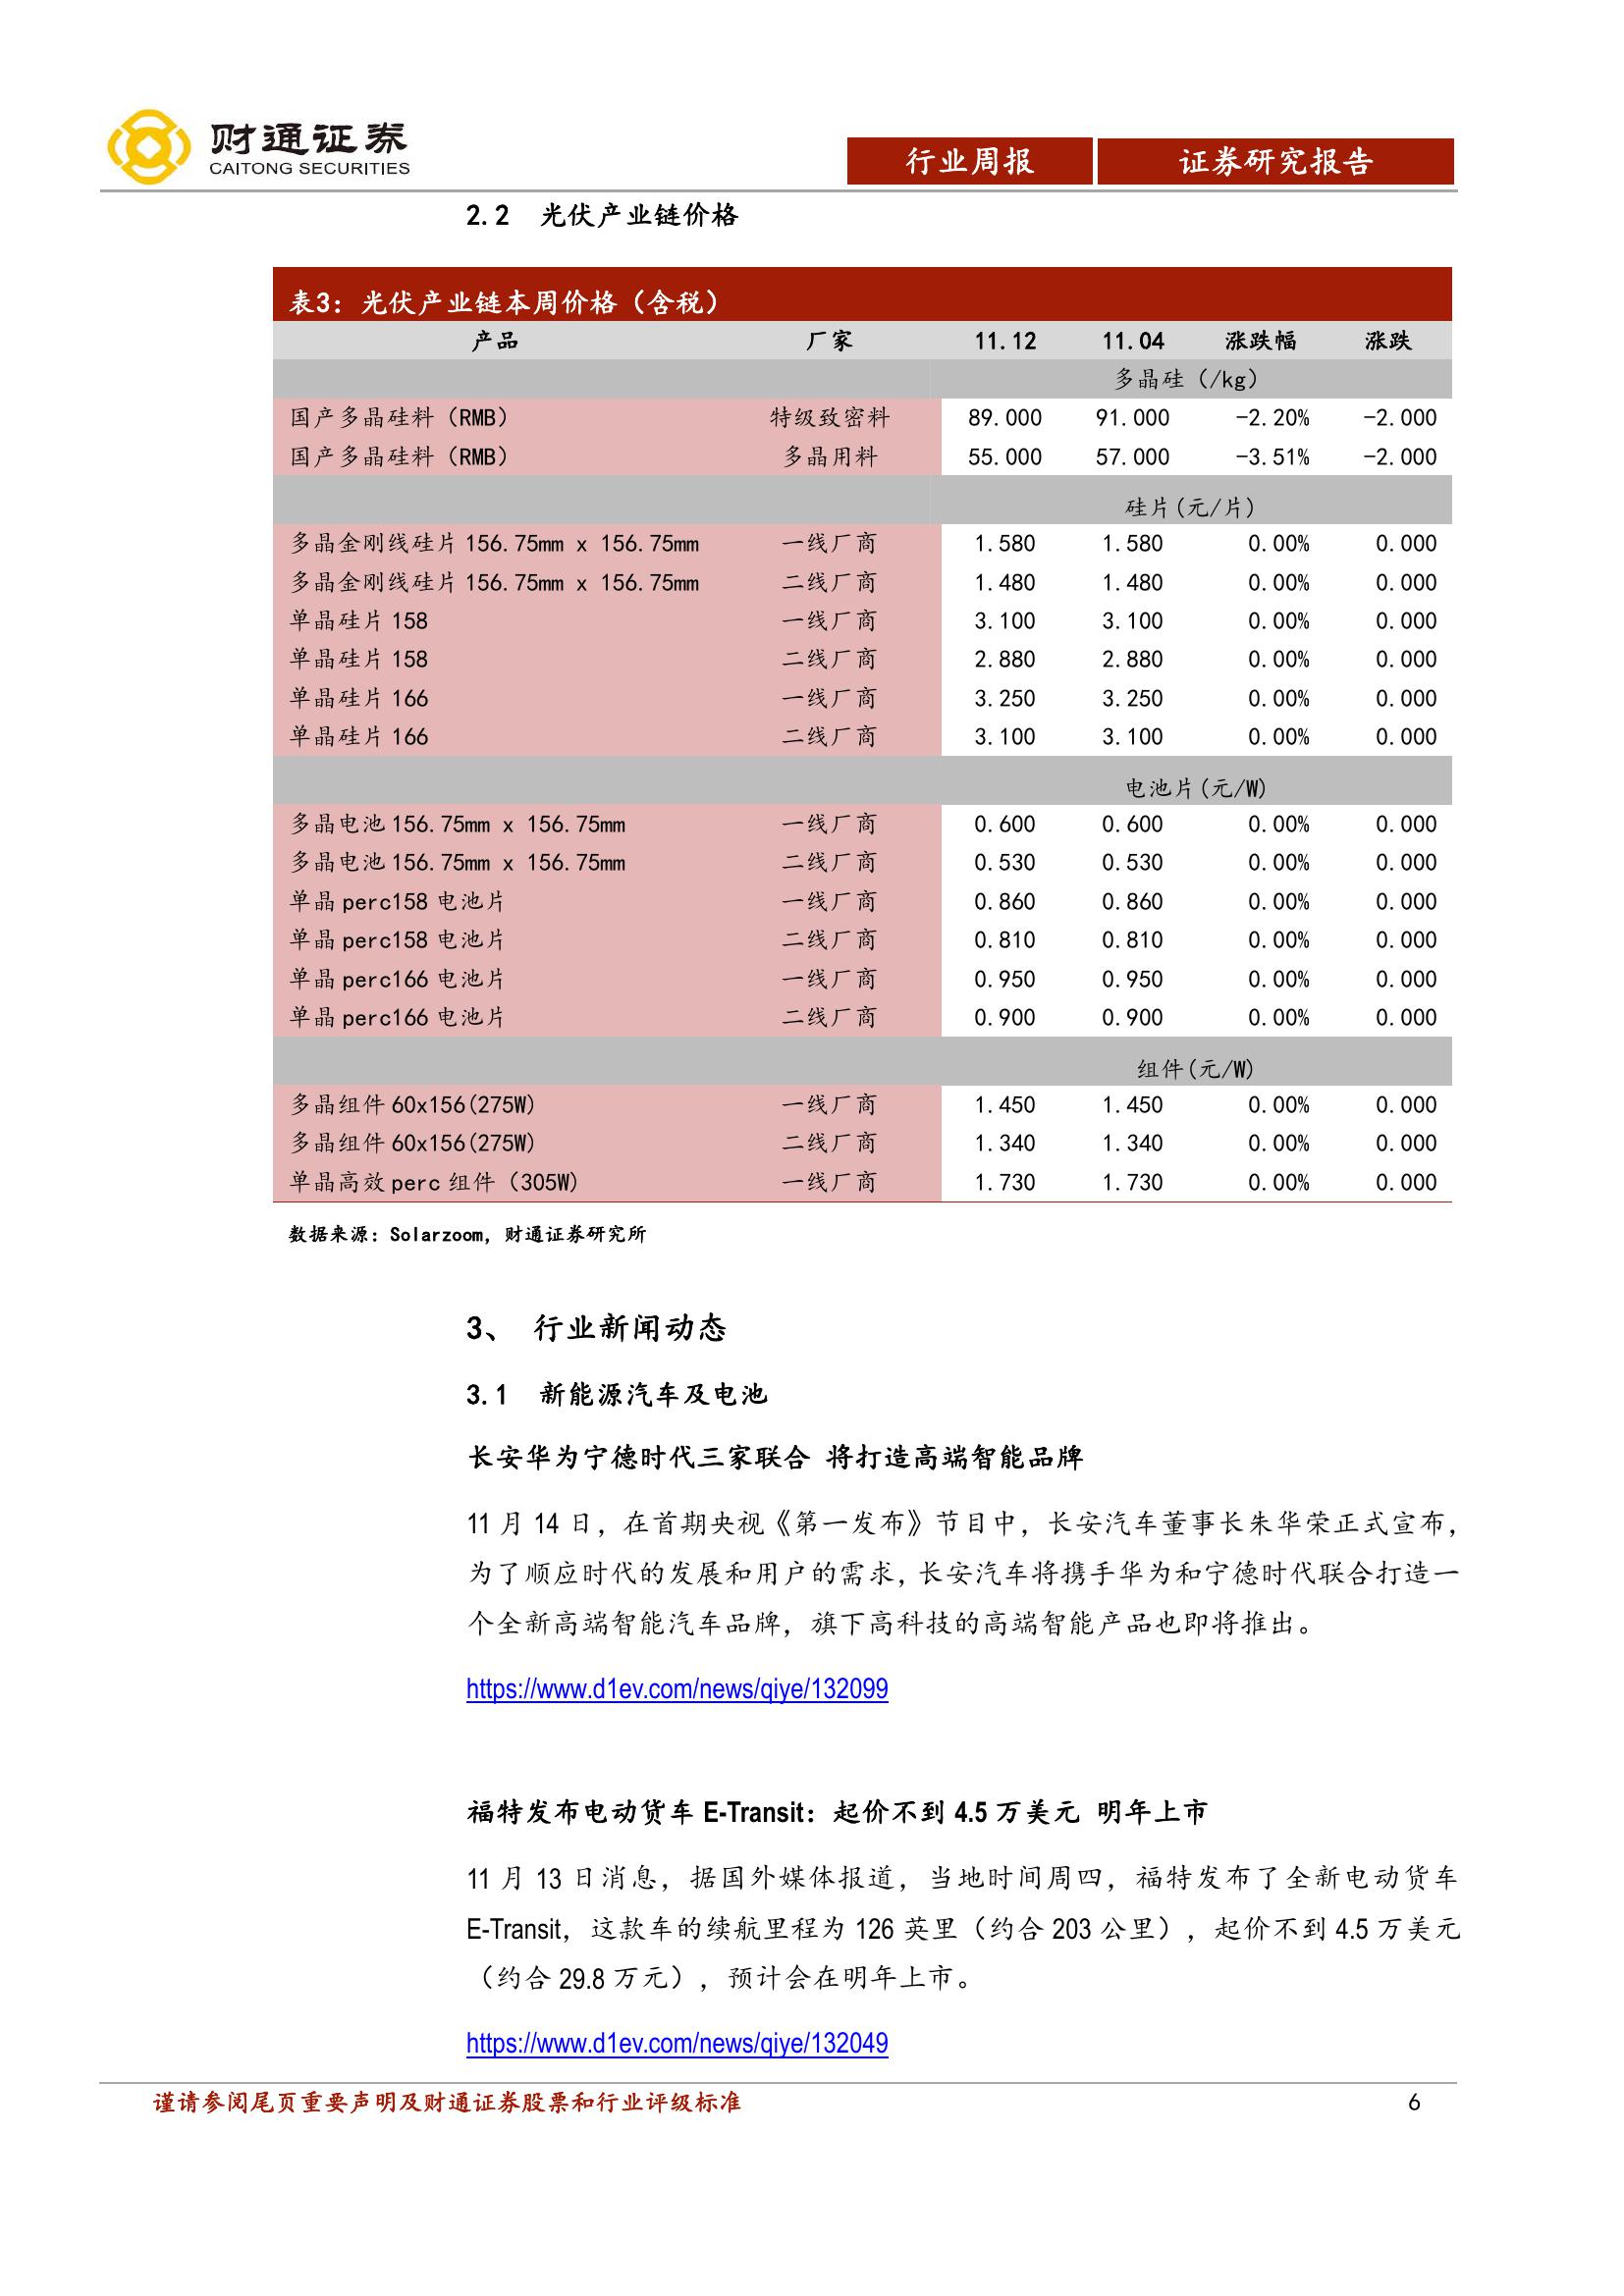 财通证券
CAITONG SECURITIES
行业周报 证券研究报告
2.2 光伏产业链价格
表3：光伏产业链本周价格（含税）
产品 厂家 11.12 11.04 涨跌幅 涨跌
多晶硅（/kg）
国产多晶硅料（RMB） 特级致密料 89.000 91.000 -2.20% -2.000
国产多晶硅料（RMB） 多晶用料 55.000 57.000 -3.51% -2.000
硅片(元/片)
多晶金刚线硅片 156.75mm x 156.75mm 一线厂商 1.580 1.580 0.00% 0.000
多晶金刚线硅片 156.75mm x 156.75mm 二线厂商 1.480 1.480 0.00% 0.000
单晶硅片 158 一线厂商 3.100 3.100 0.00% 0.000
单晶硅片 158 二线厂商 2.880 2.880 0.00% 0.000
单晶硅片 166 一线厂商 3.250 3.250 0.00% 0.000
单晶硅片 166 二线厂商 3.100 3.100 0.00% 0.000
电池片(元/W)
多晶电池 156.75mm x 156.75mm 一线厂商 0.600 0.600 0.00% 0.000
多晶电池 156.75mm x 156.75mm 二线厂商 0.530 0.530 0.00% 0.000
单晶 perc158 电池片 一线厂商 0.860 0.860 0.00% 0.000
单晶 perc158 电池片 二线厂商 0.810 0.810 0.00% 0.000
单晶 perc166 电池片 一线厂商 0.950 0.950 0.00% 0.000
单晶 perc166 电池片 二线厂商 0.900 0.900 0.00% 0.000
组件(元/W)
多晶组件 60x156(275W) 一线厂商 1.450 1.450 0.00% 0.000
多晶组件 60x156(275W) 二线厂商 1.340 1.340 0.00% 0.000
单晶高效 perc 组件（305W) 一线厂商 1.730 1.730 0.00% 0.000
数据来源：Solarzoom，财通证券研究所
3、 行业新闻动态
3.1 新能源汽车及电池
长安华为宁德时代三家联合 将打造高端智能品牌
11 月 14 日，在首期央视《第一发布》节目中，长安汽车董事长朱华荣正式宣布，
为了顺应时代的发展和用户的需求，长安汽车将携手华为和宁德时代联合打造一
个全新高端智能汽车品牌，旗下高科技的高端智能产品也即将推出。
https://www.d1ev.com/news/qiye/132099
福特发布电动货车 E-Transit：起价不到 4.5 万美元 明年上市
11 月 13 日消息，据国外媒体报道，当地时间周四，福特发布了全新电动货车
E-Transit，这款车的续航里程为 126 英里（约合 203 公里），起价不到 4.5 万美元
（约合 29.8 万元），预计会在明年上市。
https://www.d1ev.com/news/qiye/132049
谨请参阅尾页重要声明及财通证券股票和行业评级标准 6